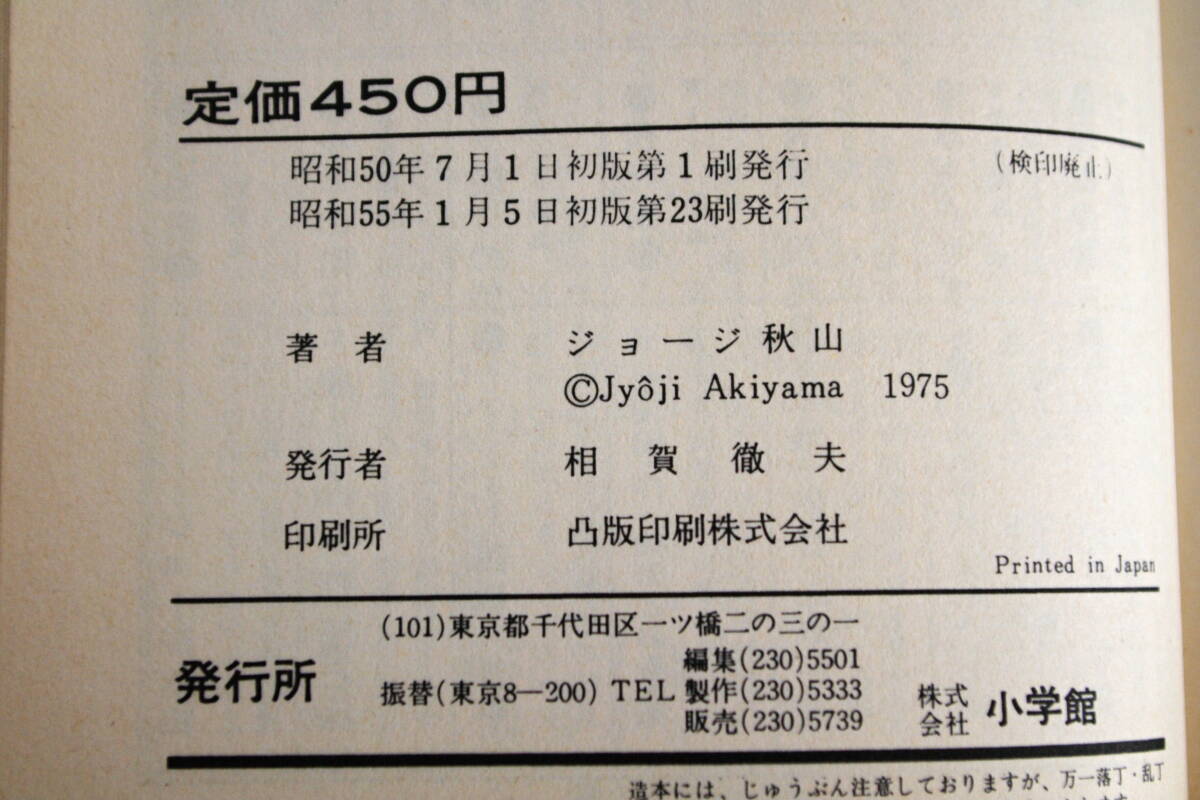 定価450円
昭和50年7月1日初版第1刷発行 (検印廃止)
昭和55年1月5日初版第23刷発行
著者 ジョージ秋山
©Jyôji Akiyama 1975
発行者 相賀徹夫
印刷所 凸版印刷株式会社
Printed in Japan
(101)東京都千代田区一ツ橋二の三の一
編集(230)5501
発行所 振替(東京8—200) TEL 製作(230)5333 株式会社 小学館
販売(230)5739
造本には、じゅうぶん注意しておりますが、万一落丁・乱丁